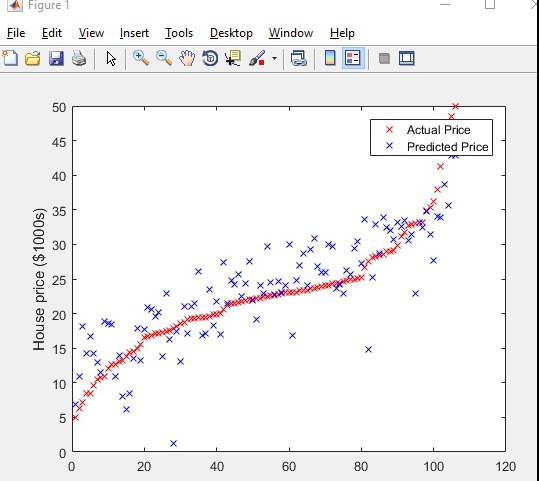 Figure 1
File Edit View Insert Tools Desktop Window Help
50
45
40
35
30
25
20
15
10
5
0
House price ($1000s)
Actual Price
Predicted Price
0 20 40 60 80 100 120